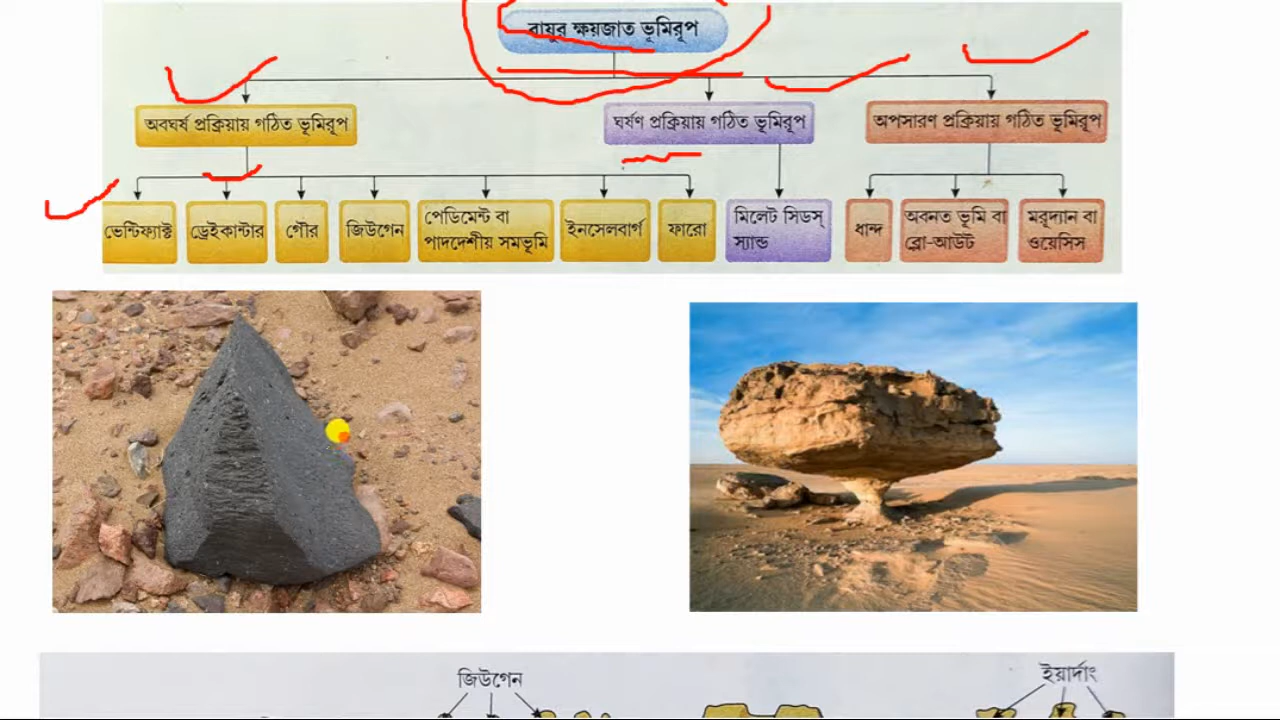 বায়ুর ক্ষয়জাত ভূমিরূপ
অবঘর্ষ প্রক্রিয়ায় গঠিত ভূমিরূপ
ঘর্ষণ প্রক্রিয়ায় গঠিত ভূমিরূপ
অপসারণ প্রক্রিয়ায় গঠিত ভূমিরূপ
ভেন্টিফ্যাক্ট
ড্রেইকান্টার
গৌর
জিউগেন
পেডিমেন্ট বা
পাদদেশীয় সমভূমি
ইনসেলবার্গ
ফারো
মিলেট সিডস্
স্যান্ড
ধান্দ
অবনত ভূমি বা
ব্লো-আউট
মরূদ্যান বা
ওয়েসিস
জিউগেন
ইয়ার্দাং